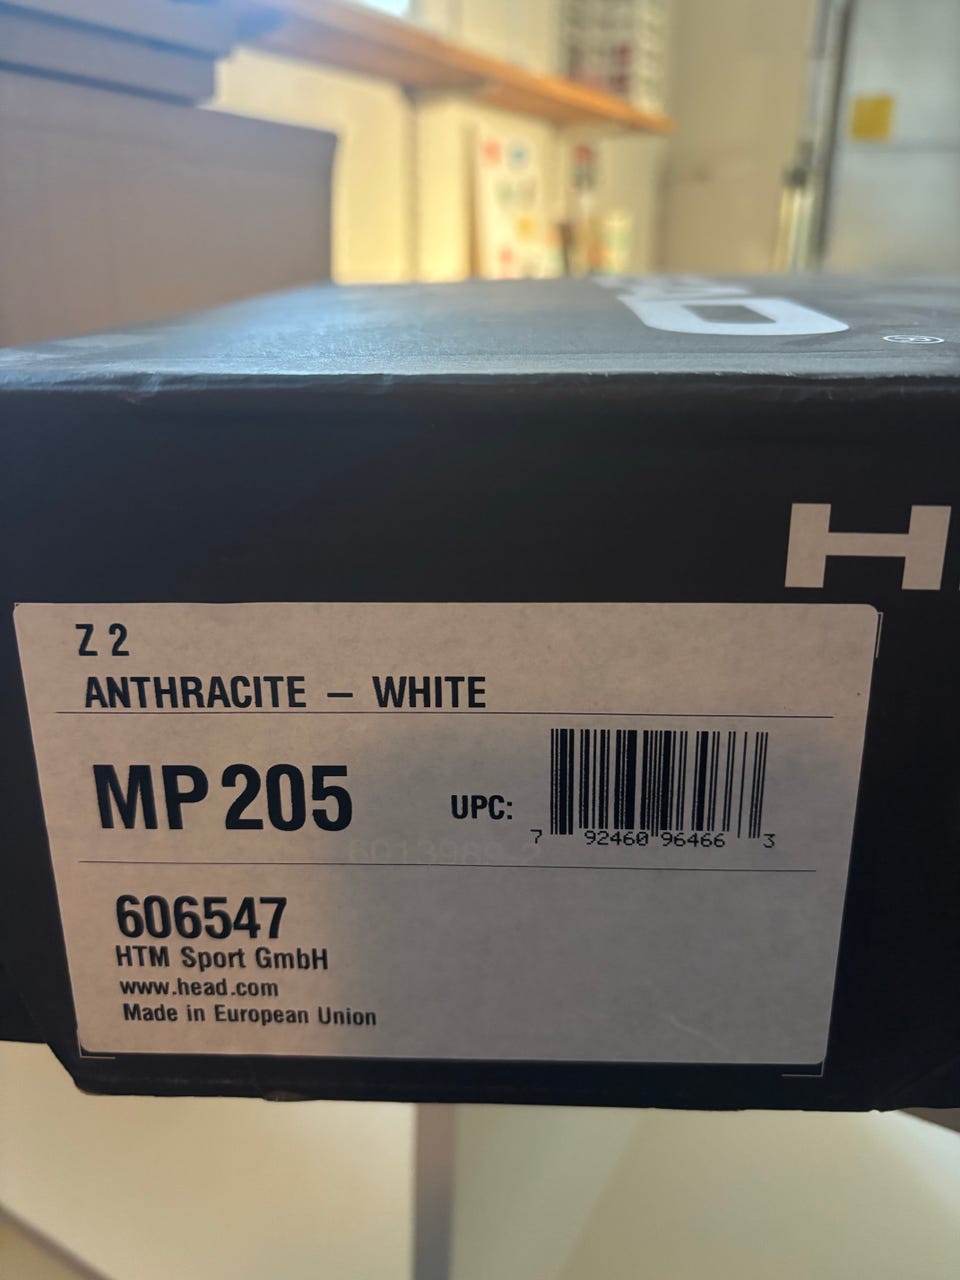 ®
H
Z 2
ANTHRACITE – WHITE
MP 205
UPC:
7 92460 96466 3
606547
HTM Sport GmbH
www.head.com
Made in European Union